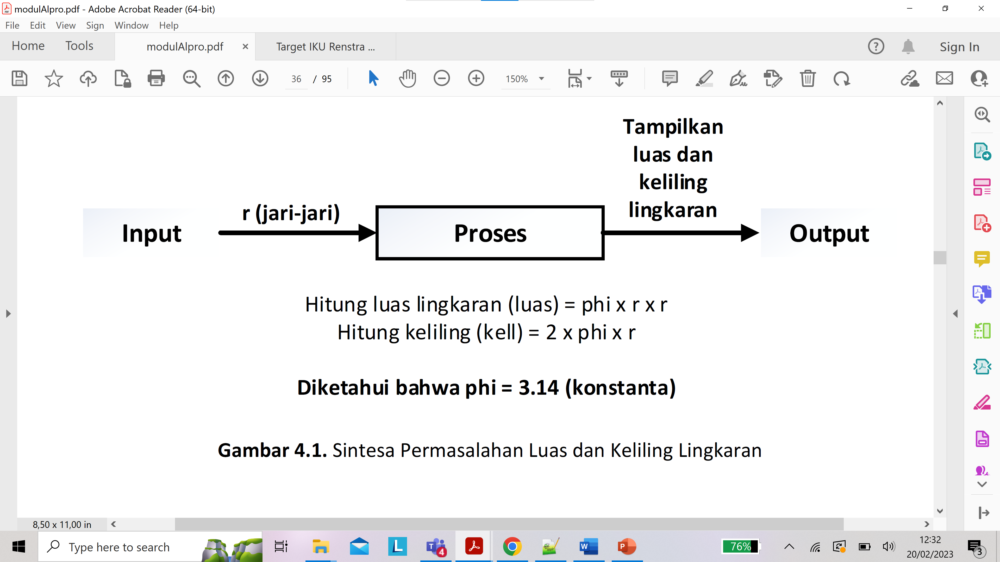 modulAlpro.pdf - Adobe Acrobat Reader (64-bit)
File Edit View Sign Window Help
Home Tools modulAlpro.pdf Target IKU Renstra ... Sign In
36 / 95 150%
Tampilkan
luas dan
keliling
lingkaran
r (jari-jari)
Input Proses Output
Hitung luas lingkaran (luas) = phi x r x r
Hitung keliling (kell) = 2 x phi x r
Diketahui bahwa phi = 3.14 (konstanta)
Gambar 4.1. Sintesa Permasalahan Luas dan Keliling Lingkaran
8,50 x 11,00 in
Type here to search
4
76%
12:32
20/02/2023
3